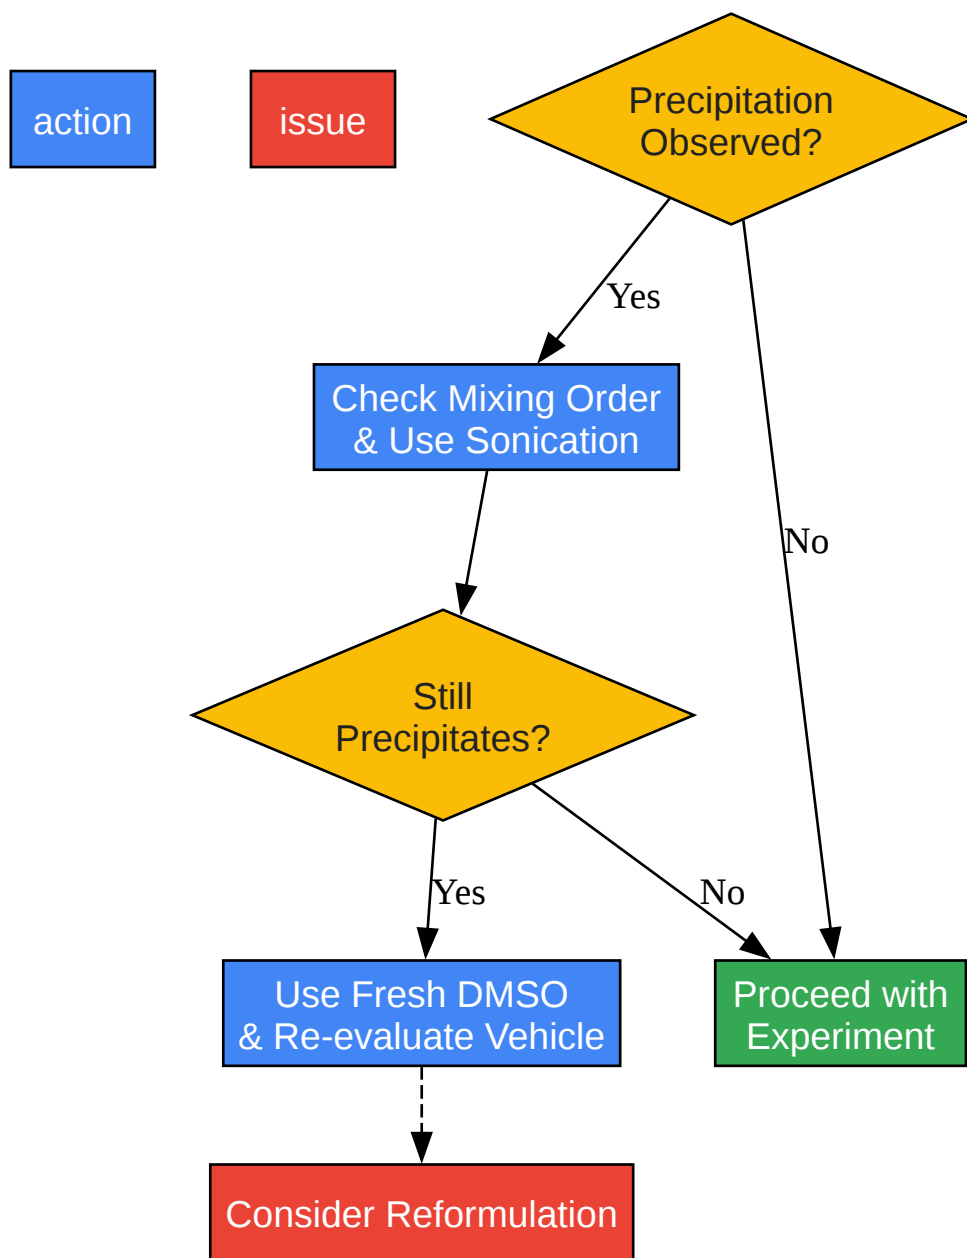 action
issue
Precipitation
Observed?
Yes
Check Mixing Order
& Use Sonication
No
Still
Precipitates?
Yes
No
Use Fresh DMSO
& Re-evaluate Vehicle
Proceed with
Experiment
Consider Reformulation